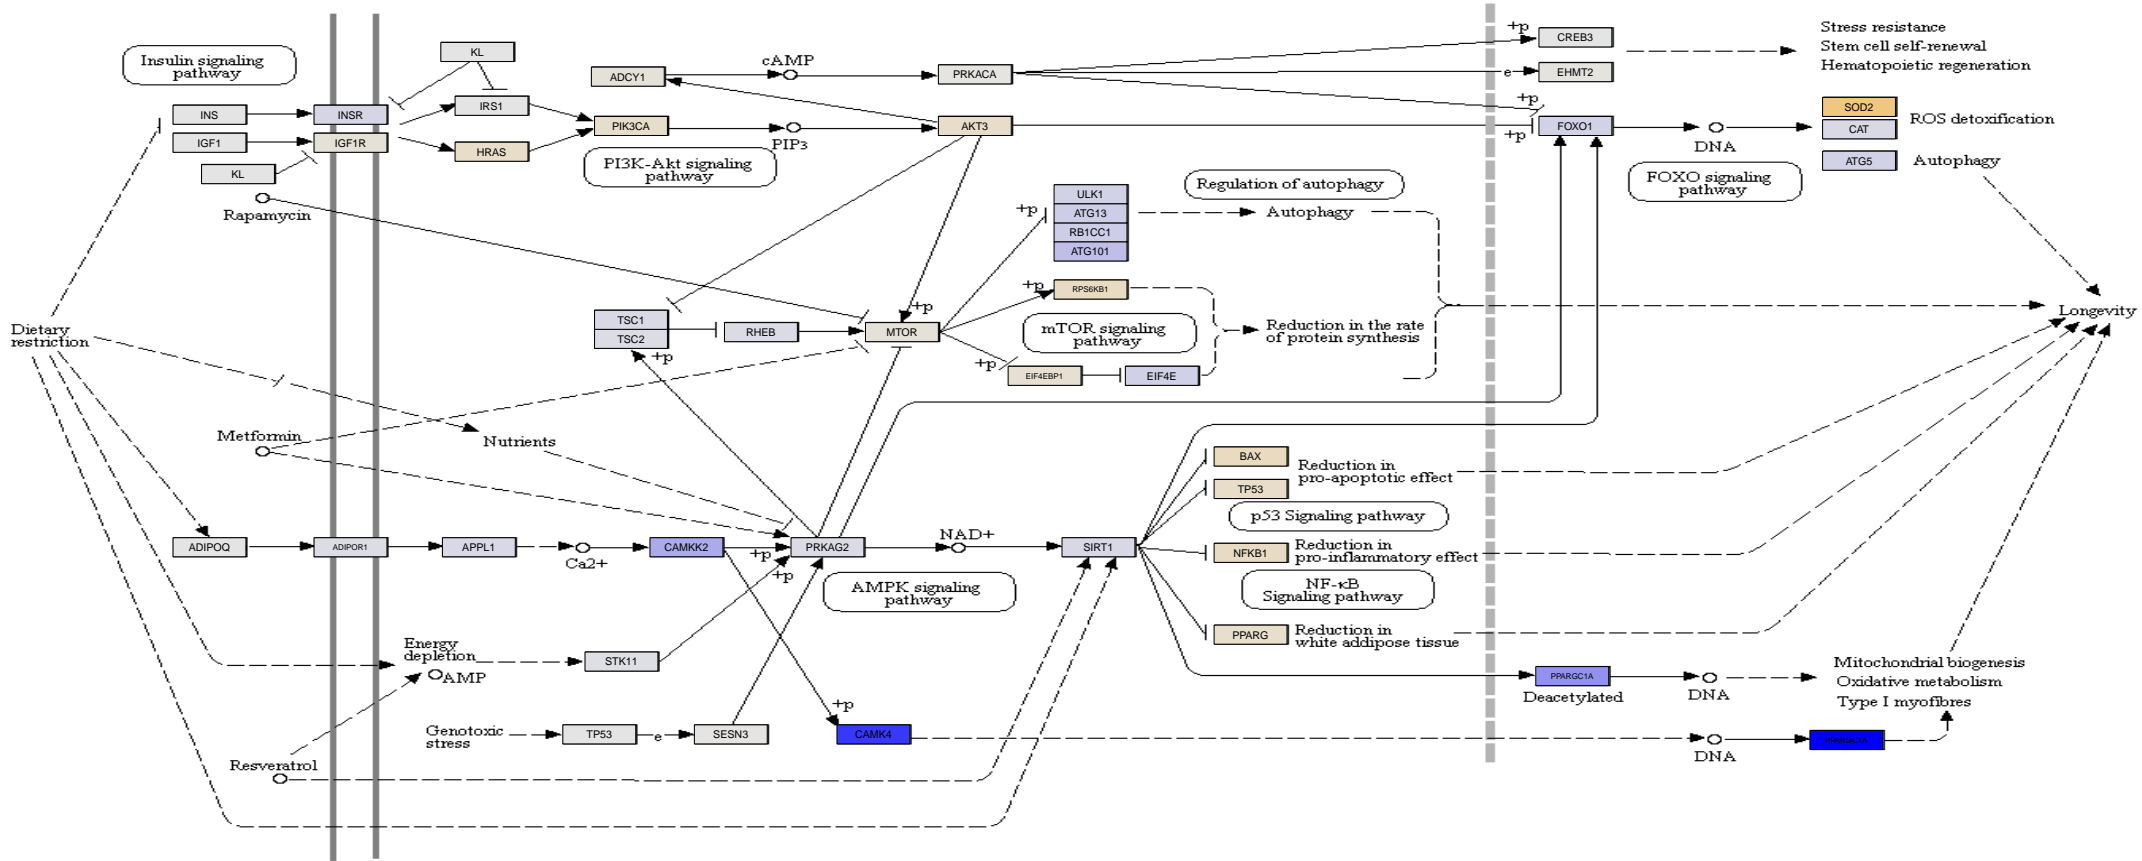 Insulin signaling
pathway
KL
INS
INSR
IRS1
IGF1
IGF1R
HRAS
KL
Rapamycin
ADCY1
cAMP
PRKACA
PIK3CA
PIP3
AKT3
PI3K-Akt signaling
pathway
+p
CREB3
e
EHMT2
+p
+p
FOXO1
DNA
FOXO signaling
pathway
Stress resistance
Stem cell self-renewal
Hematopoietic regeneration
SOD2
CAT
ROS detoxification
ATG5
Autophagy
ULK1
ATG13
RB1CC1
ATG101
+p
Regulation of autophagy
Autophagy
+p
RPS6KB1
mTOR signaling
pathway
Reduction in the rate
of protein synthesis
+p
EIF4EBP1
EIF4E
TSC1
TSC2
+p
RHEB
+p
MTOR
Longevity
Dietary
restriction
Metformin
Nutrients
ADIPOQ
ADIPOR1
APPL1
Ca2+
CAMKK2
+p
+p
PRKAG2
NAD+
SIRT1
AMPK signaling
pathway
BAX
Reduction in
pro-apoptotic effect
TP53
p53 Signaling pathway
NFKB1
Reduction in
pro-inflammatory effect
NF-κB
Signaling pathway
PPARG
Reduction in
white addipose tissue
Energy
depletion
AMP
STK11
PPARGC1A
Deacetylated
DNA
Mitochondrial biogenesis
Oxidative metabolism
Type I myofibres
Genotoxic
stress
TP53
e
SESN3
+p
CAMK4
DNA
PPARGC1A
Resveratrol